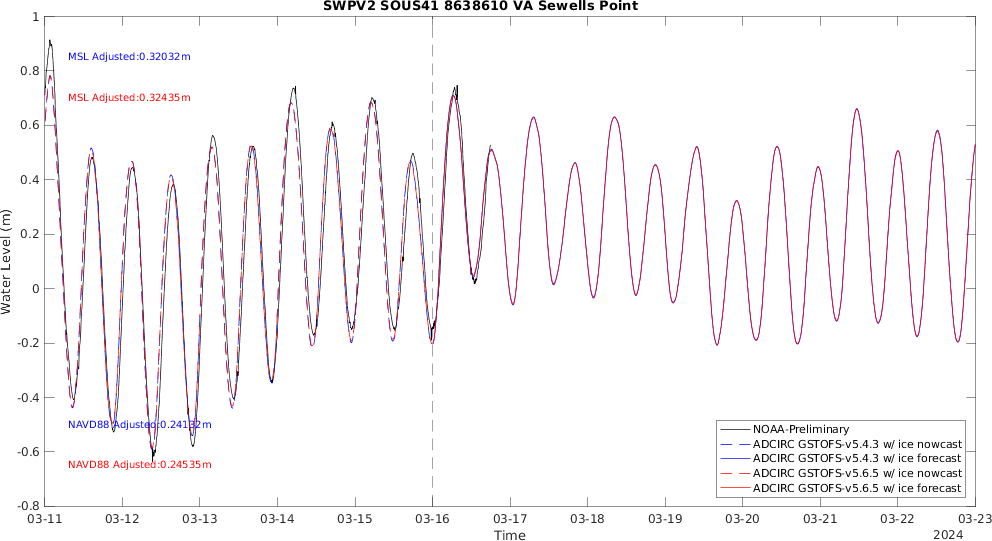 SWPV2 SOUS41 8638610 VA Sewells Point
1
0.8
0.6
0.4
0.2
0
-0.2
-0.4
-0.6
-0.8
Water Level (m)
MSL Adjusted:0.32032m
MSL Adjusted:0.32435m
NAVD88 Adjusted:0.24132m
NAVD88 Adjusted:0.24535m
NOAA-Preliminary
ADCIRC GSTOFS-v5.4.3 w/ ice nowcast
ADCIRC GSTOFS-v5.4.3 w/ ice forecast
ADCIRC GSTOFS-v5.6.5 w/ ice nowcast
ADCIRC GSTOFS-v5.6.5 w/ ice forecast
03-11 03-12 03-13 03-14 03-15 03-16 03-17 03-18 03-19 03-20 03-21 03-22 03-23
Time
2024